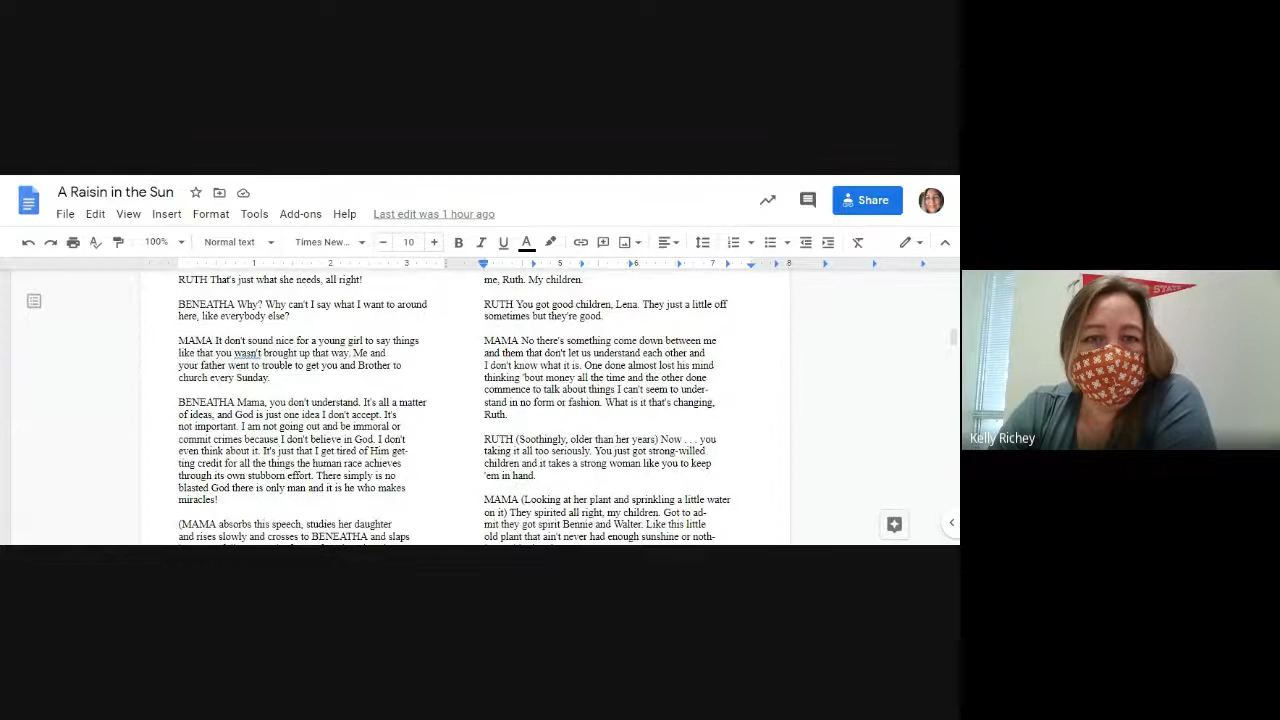 A Raisin in the Sun
File Edit View Insert Format Tools Add-ons Help Last edit was 1 hour ago
Share
100% Normal text Times New... 10 B I U A
1 2 3 5 6 7 8
RUTH That's just what she needs, all right!
BENEATHA Why? Why can't I say what I want to around
here, like everybody else?
MAMA It don't sound nice for a young girl to say things
like that you wasn't brought up that way. Me and
your father went to trouble to get you and Brother to
church every Sunday.
BENEATHA Mama, you don't understand. It's all a matter
of ideas, and God is just one idea I don't accept. It's
not important. I am not going out and be immoral or
commit crimes because I don't believe in God. I don't
even think about it. It's just that I get tired of Him get-
ting credit for all the things the human race achieves
through its own stubborn effort. There simply is no
blasted God there is only man and it is he who makes
miracles!
(MAMA absorbs this speech, studies her daughter
and rises slowly and crosses to BENEATHA and slaps
me, Ruth. My children.
RUTH You got good children, Lena. They just a little off
sometimes but they're good.
MAMA No there's something come down between me
and them that don't let us understand each other and
I don't know what it is. One done almost lost his mind
thinking 'bout money all the time and the other done
commence to talk about things I can't seem to under-
stand in no form or fashion. What is it that's changing,
Ruth.
RUTH (Soothingly, older than her years) Now . . . you
taking it all too seriously. You just got strong-willed
children and it takes a strong woman like you to keep
'em in hand.
MAMA (Looking at her plant and sprinkling a little water
on it) They spirited all right, my children. Got to ad-
mit they got spirit Bennie and Walter. Like this little
old plant that ain't never had enough sunshine or noth-
STATE
Kelly Richey